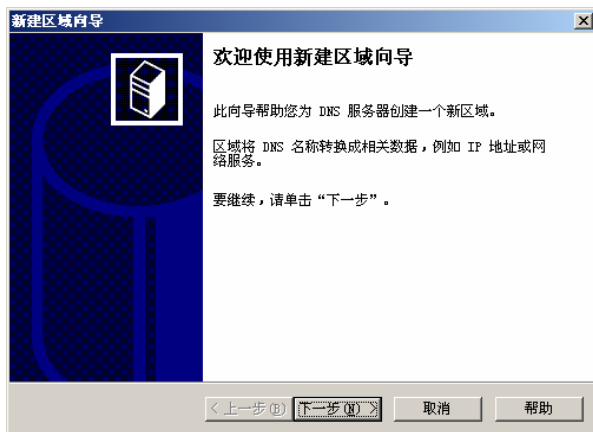 新建区域向导
欢迎使用新建区域向导
此向导帮助您为 DNS 服务器创建一个新区域。
区域将 DNS 名称转换成相关数据，例如 IP 地址或网
络服务。
要继续，请单击“下一步”。
< 上一步(B) 下一步(N) > 取消 帮助